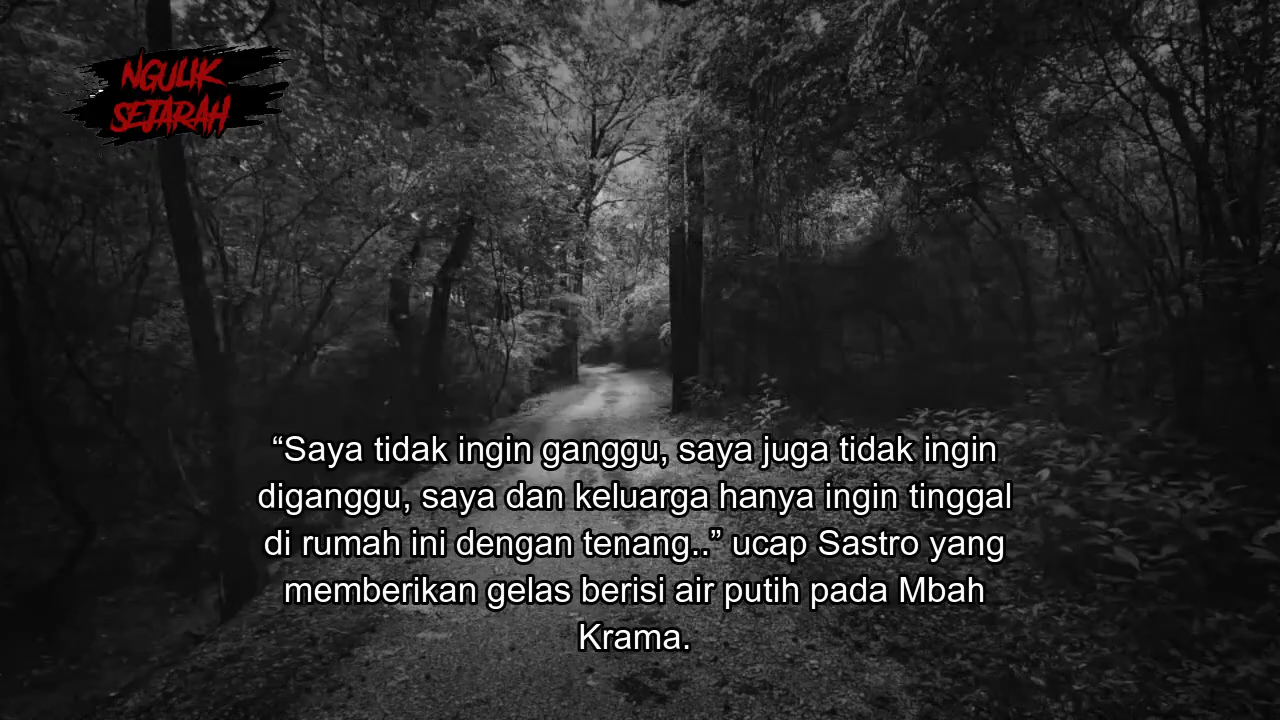 NGULIK
SEJARAH
“Saya tidak ingin ganggu, saya juga tidak ingin
diganggu, saya dan keluarga hanya ingin tinggal
di rumah ini dengan tenang..” ucap Sastro yang
memberikan gelas berisi air putih pada Mbah
Krama.